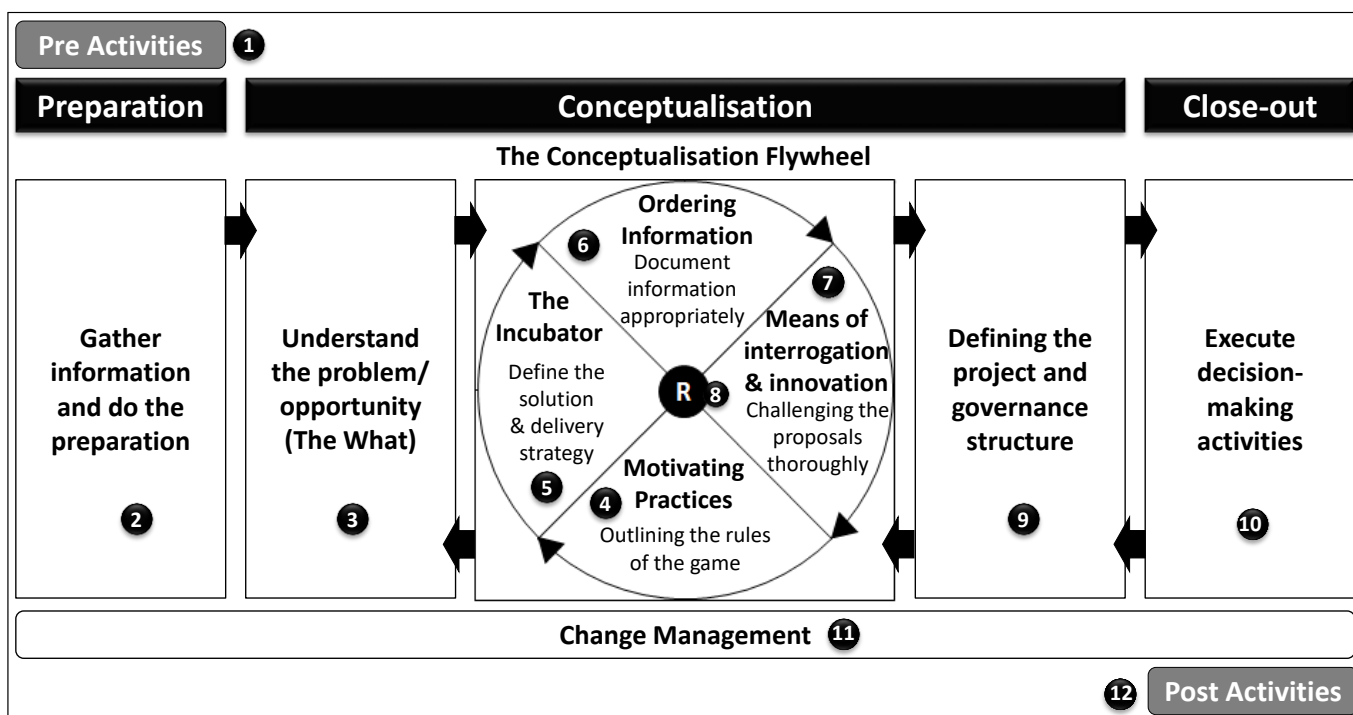 Pre Activities 1
Preparation
Conceptualisation
Close-out
The Conceptualisation Flywheel
Gather
information
and do the
preparation
2
Understand
the problem/
opportunity
(The What)
3
Motivating
Practices
4
Outlining the rules
of the game
The
Incubator
Define the
solution
& delivery
strategy
5
Ordering
Information
6
Document
information
appropriately
7
Means of
interrogation
& innovation
Challenging the
proposals
thoroughly
R
8
Defining the
project and
governance
structure
9
Execute
decision-
making
activities
10
Change Management 11
12 Post Activities